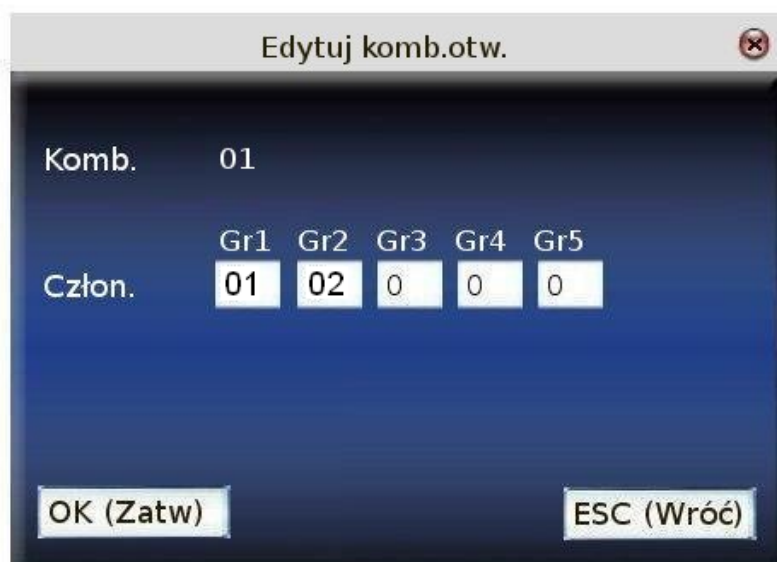 Edytuj komb.otw.
Komb. 01
Gr1 Gr2 Gr3 Gr4 Gr5
Człon. 01 02 0 0 0
OK (Zatw) ESC (Wróć)